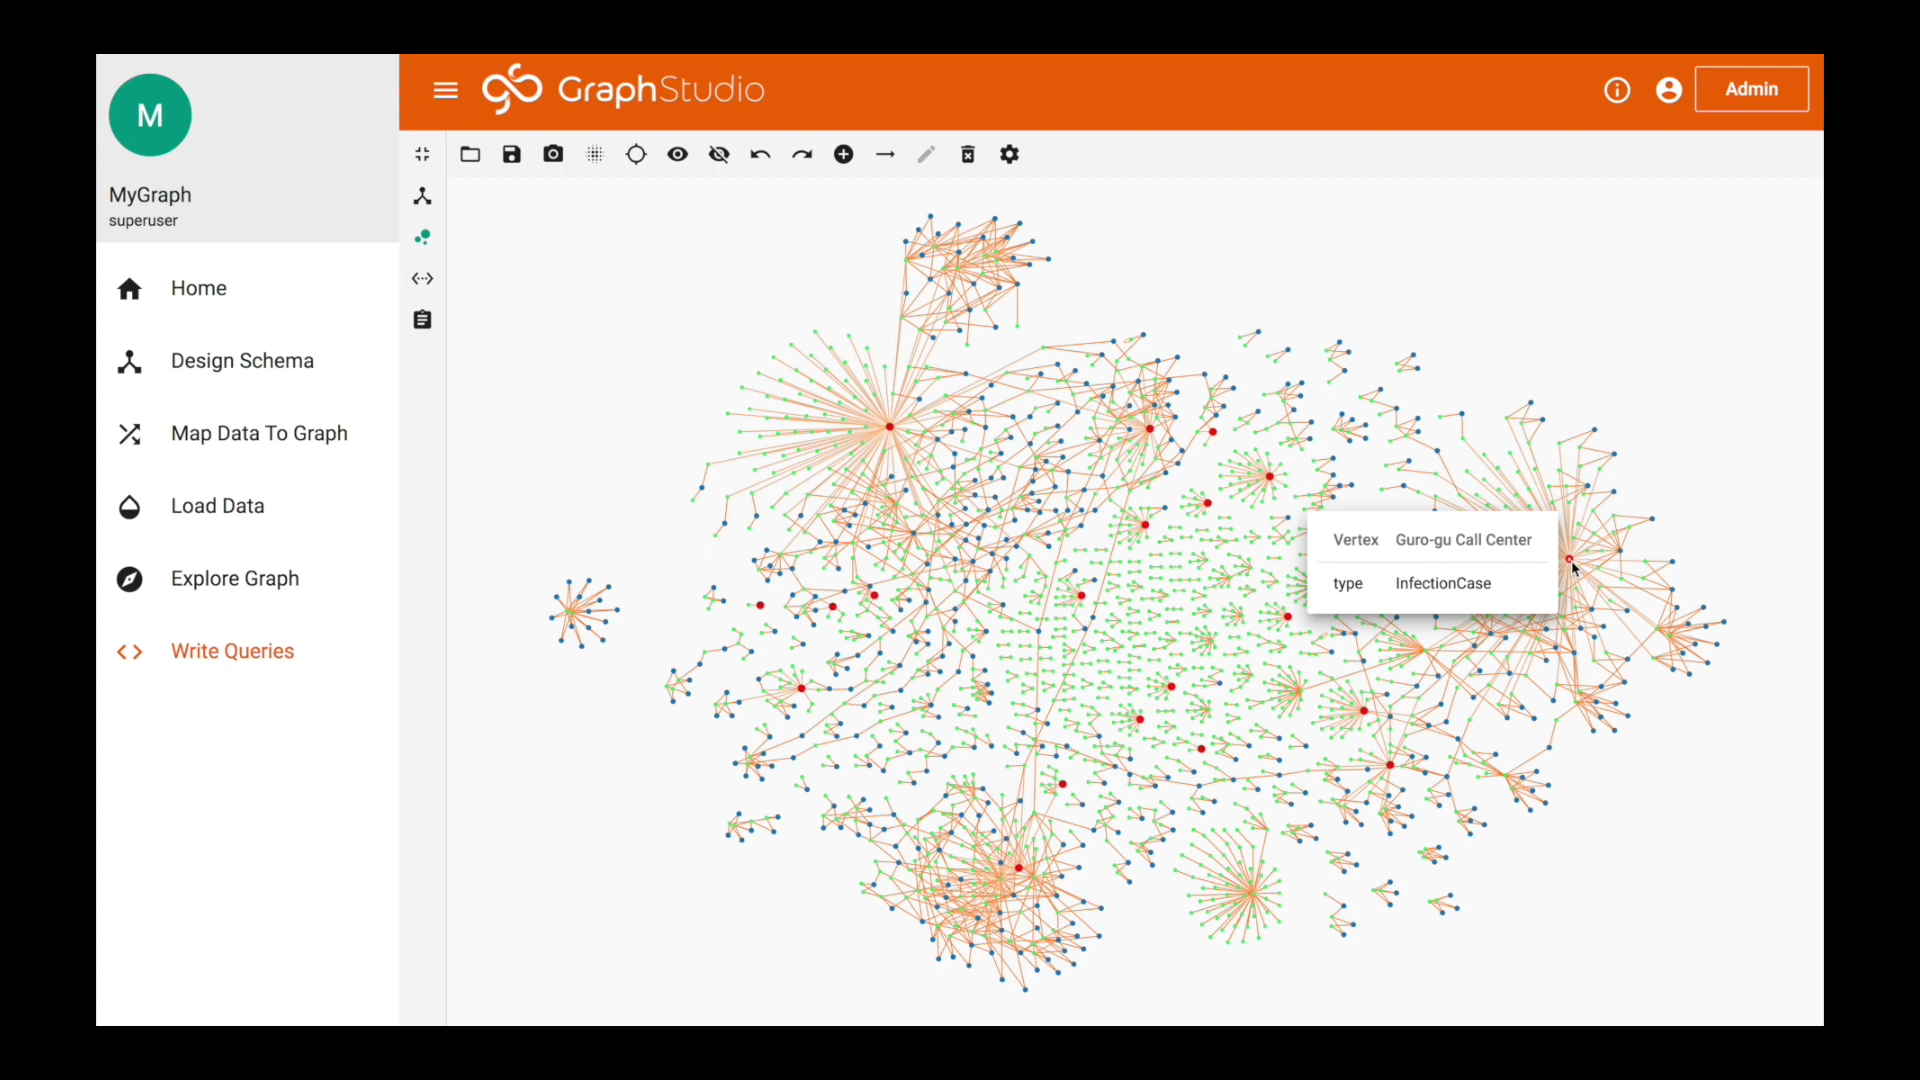 M
MyGraph
superuser
Home
Design Schema
Map Data To Graph
Load Data
Explore Graph
Write Queries
GraphStudio
Admin
Vertex Guro-gu Call Center
type InfectionCase